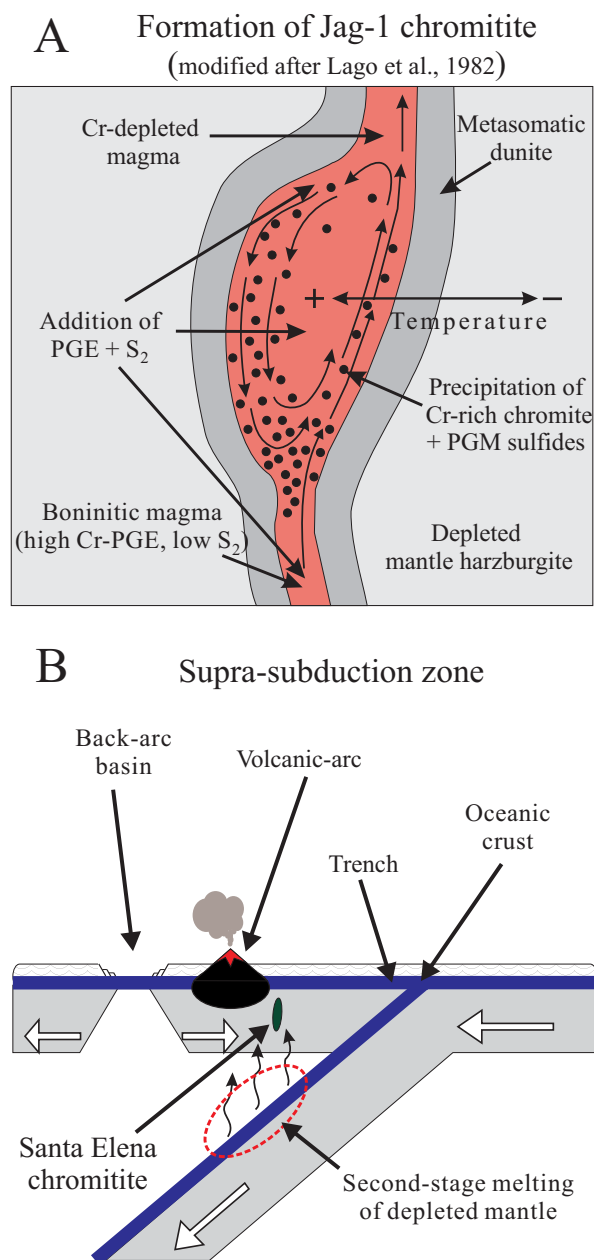 A
Formation of Jag-1 chromitite
(modified after Lago et al., 1982)
Cr-depleted
magma
Metasomatic
dunite
+
−
Temperature
Addition of
PGE + S₂
Precipitation of
Cr-rich chromite
+ PGM sulfides
Boninitic magma
(high Cr-PGE, low S₂)
Depleted
mantle harzburgite
B
Supra-subduction zone
Back-arc
basin
Volcanic-arc
Oceanic
crust
Trench
Santa Elena
chromitite
Second-stage melting
of depleted mantle